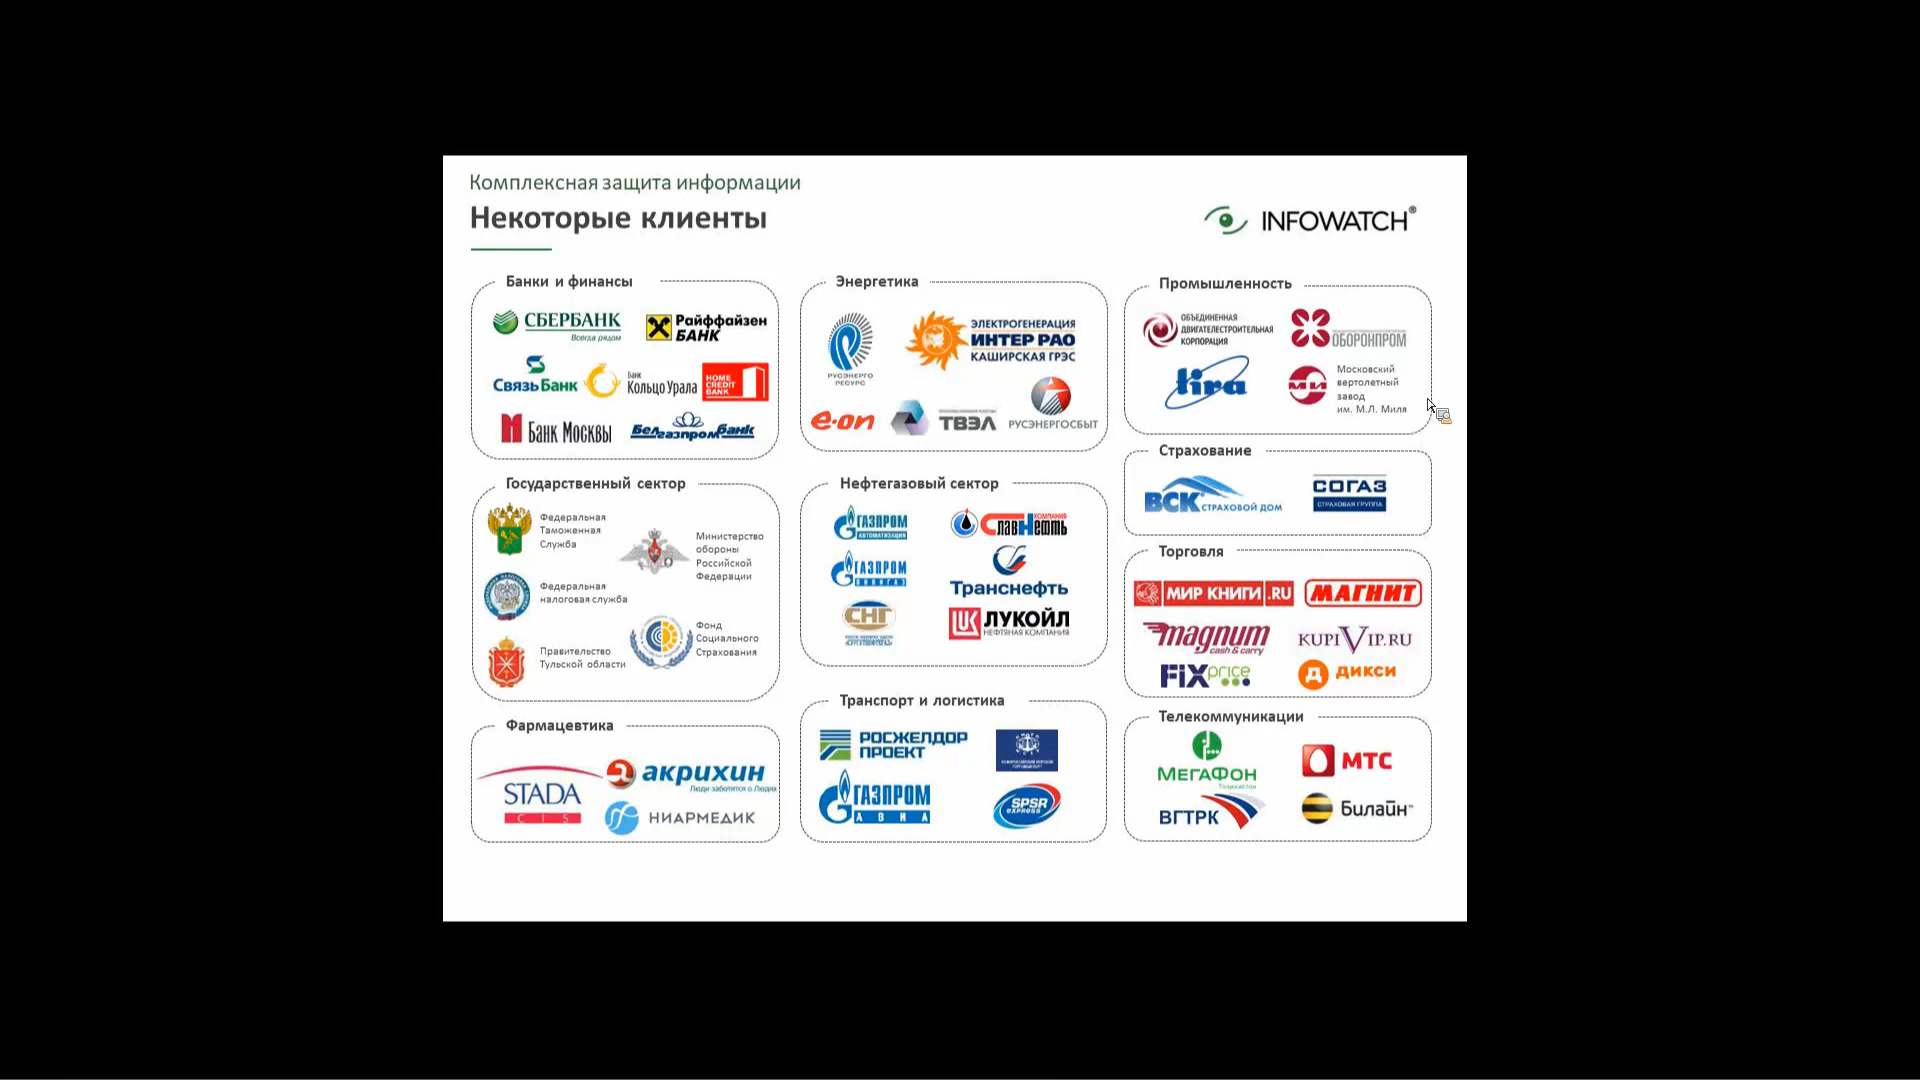 Комплексная защита информации
Некоторые клиенты
INFOWATCH®
Банки и финансы
СБЕРБАНК
Всегда рядом
Райффайзен
БАНК
СвязьБанк
Банк
Кольцо Урала
HOME
CREDIT
BANK
Банк Москвы
Белгазпромбанк
Государственный сектор
Федеральная
Таможенная
Служба
Министерство
обороны
Российской
Федерации
Федеральная
налоговая служба
Фонд
Социального
Страхования
Правительство
Тульской области
Фармацевтика
STADA
CIS
акрихин
Люди заботятся о Людях
НИАРМЕДИК
Энергетика
РУСЭНЕРГО
РЕСУРС
ЭЛЕКТРОГЕНЕРАЦИЯ
ИНТЕР РАО
КАШИРСКАЯ ГРЭС
e·on
ТВЭЛ
РУСЭНЕРГОСБЫТ
Нефтегазовый сектор
ГАЗПРОМ
АВТОМАТИЗАЦИЯ
КОМПАНИЯ
СлавНефть
ГАЗПРОМ
Транснефть
СНГ
ЛУКОЙЛ
НЕФТЯНАЯ КОМПАНИЯ
Транспорт и логистика
РОСЖЕЛДОР
ПРОЕКТ
ГАЗПРОМ
АВИА
SPSR
EXPRESS
Промышленность
ОБЪЕДИНЕННАЯ
ДВИГАТЕЛЕСТРОИТЕЛЬНАЯ
КОРПОРАЦИЯ
ОБОРОНПРОМ
tira
МИ
Московский
вертолетный
завод
им. М.Л. Миля
Страхование
ВСК
СТРАХОВОЙ ДОМ
СОГАЗ
СТРАХОВАЯ ГРУППА
Торговля
МИР КНИГИ.RU
МАГНИТ
magnum
cash & carry
KUPIVIP.RU
FiXprice
Д ДИКСИ
Телекоммуникации
МЕГАФОН
Таджикистан
МТС
ВГТРК
Билайн™